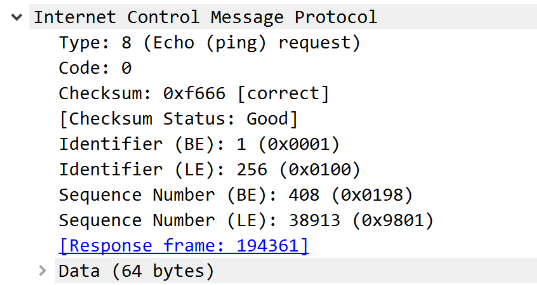 Internet Control Message Protocol
Type: 8 (Echo (ping) request)
Code: 0
Checksum: 0xf666 [correct]
[Checksum Status: Good]
Identifier (BE): 1 (0x0001)
Identifier (LE): 256 (0x0100)
Sequence Number (BE): 408 (0x0198)
Sequence Number (LE): 38913 (0x9801)
[Response frame: 194361]
Data (64 bytes)